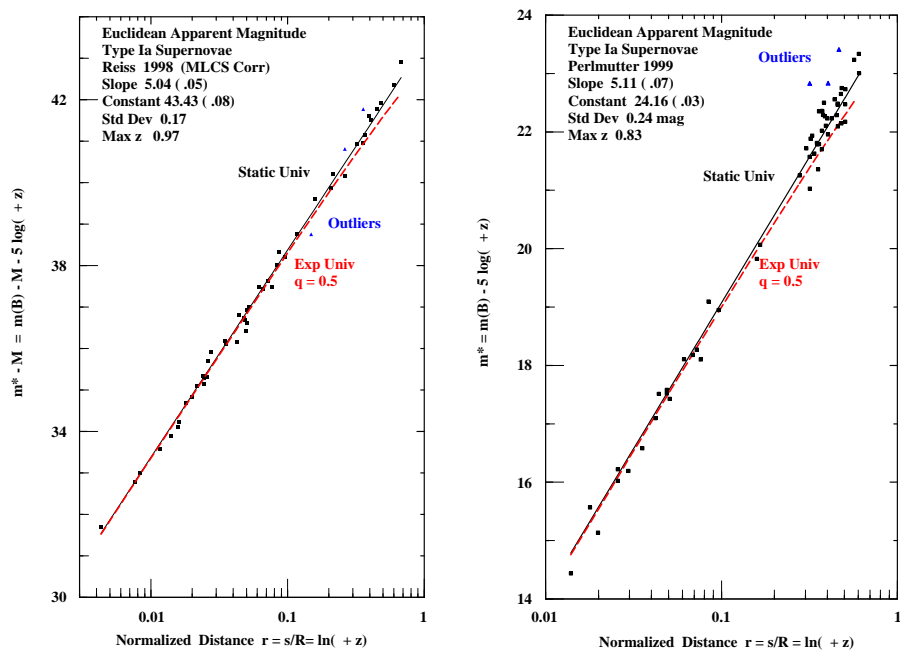 Euclidean Apparent Magnitude
Type Ia Supernovae
Reiss 1998 (MLCS Corr)
Slope 5.04 ( .05)
Constant 43.43 ( .08)
Std Dev 0.17
Max z 0.97
Static Univ
Outliers
Exp Univ
q = 0.5
m* - M = m(B) - M - 5 log( + z)
42
38
34
30
0.01
0.1
1
Normalized Distance r = s/R= ln( + z)
Euclidean Apparent Magnitude
Type Ia Supernovae
Perlmutter 1999
Slope 5.11 (.07)
Constant 24.16 (.03)
Std Dev 0.24 mag
Max z 0.83
Outliers
Static Univ
Exp Univ
q = 0.5
m* = m(B) - 5 log( + z)
24
22
20
18
16
14
0.01
0.1
1
Normalized Distance r = s/R = ln( + z)